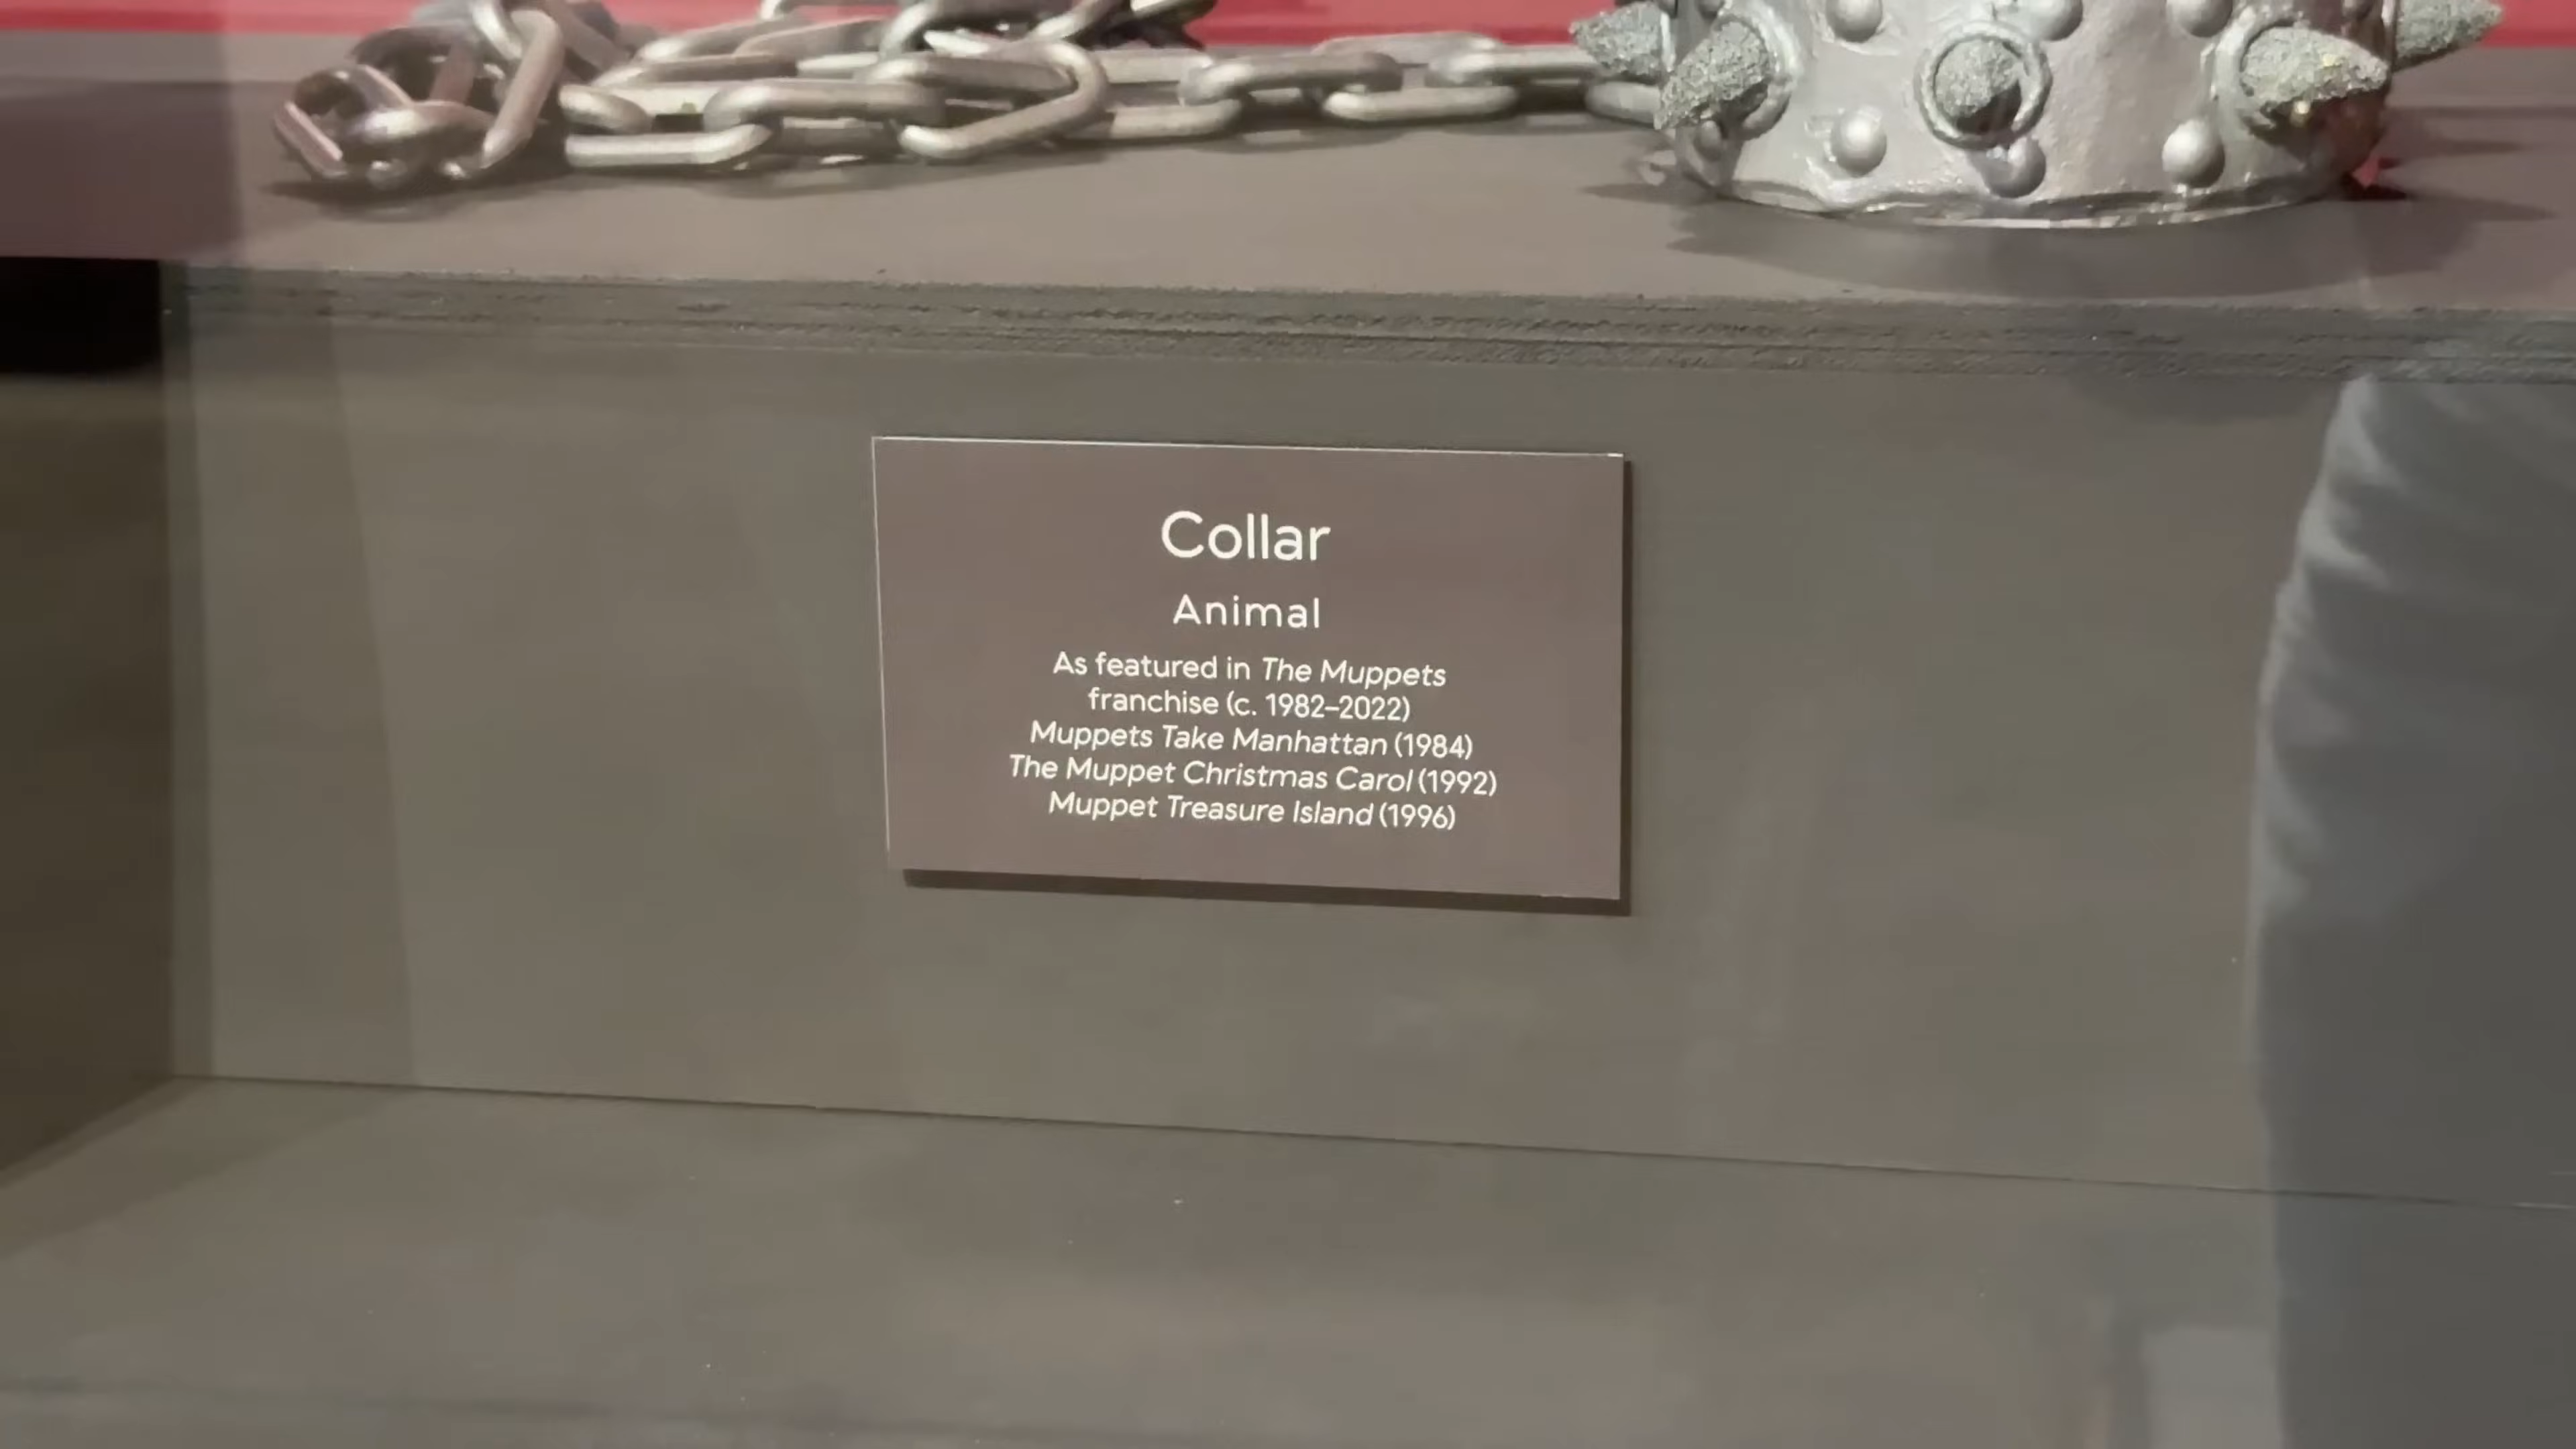 Collar
Animal
As featured in The Muppets
franchise (c. 1982–2022)
Muppets Take Manhattan (1984)
The Muppet Christmas Carol (1992)
Muppet Treasure Island (1996)